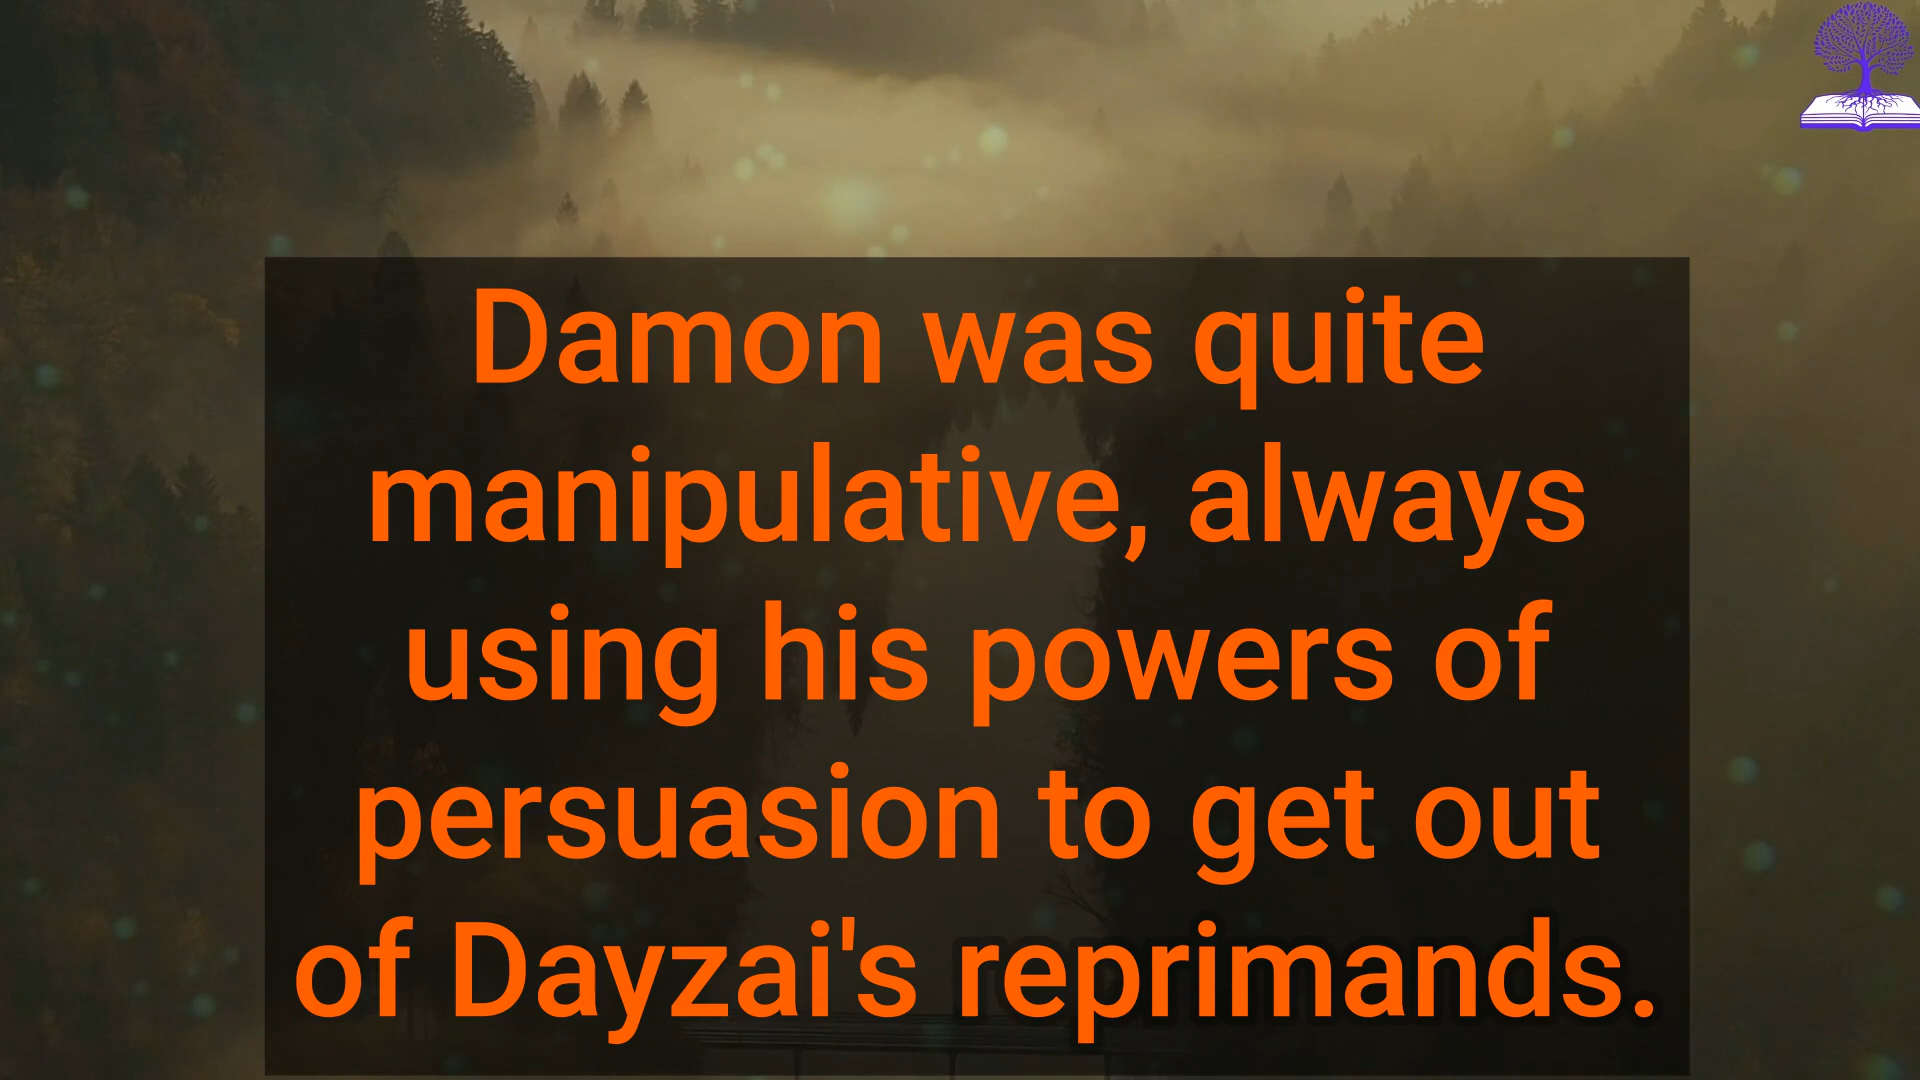 Damon was quite
manipulative, always
using his powers of
persuasion to get out
of Dayzai's reprimands.